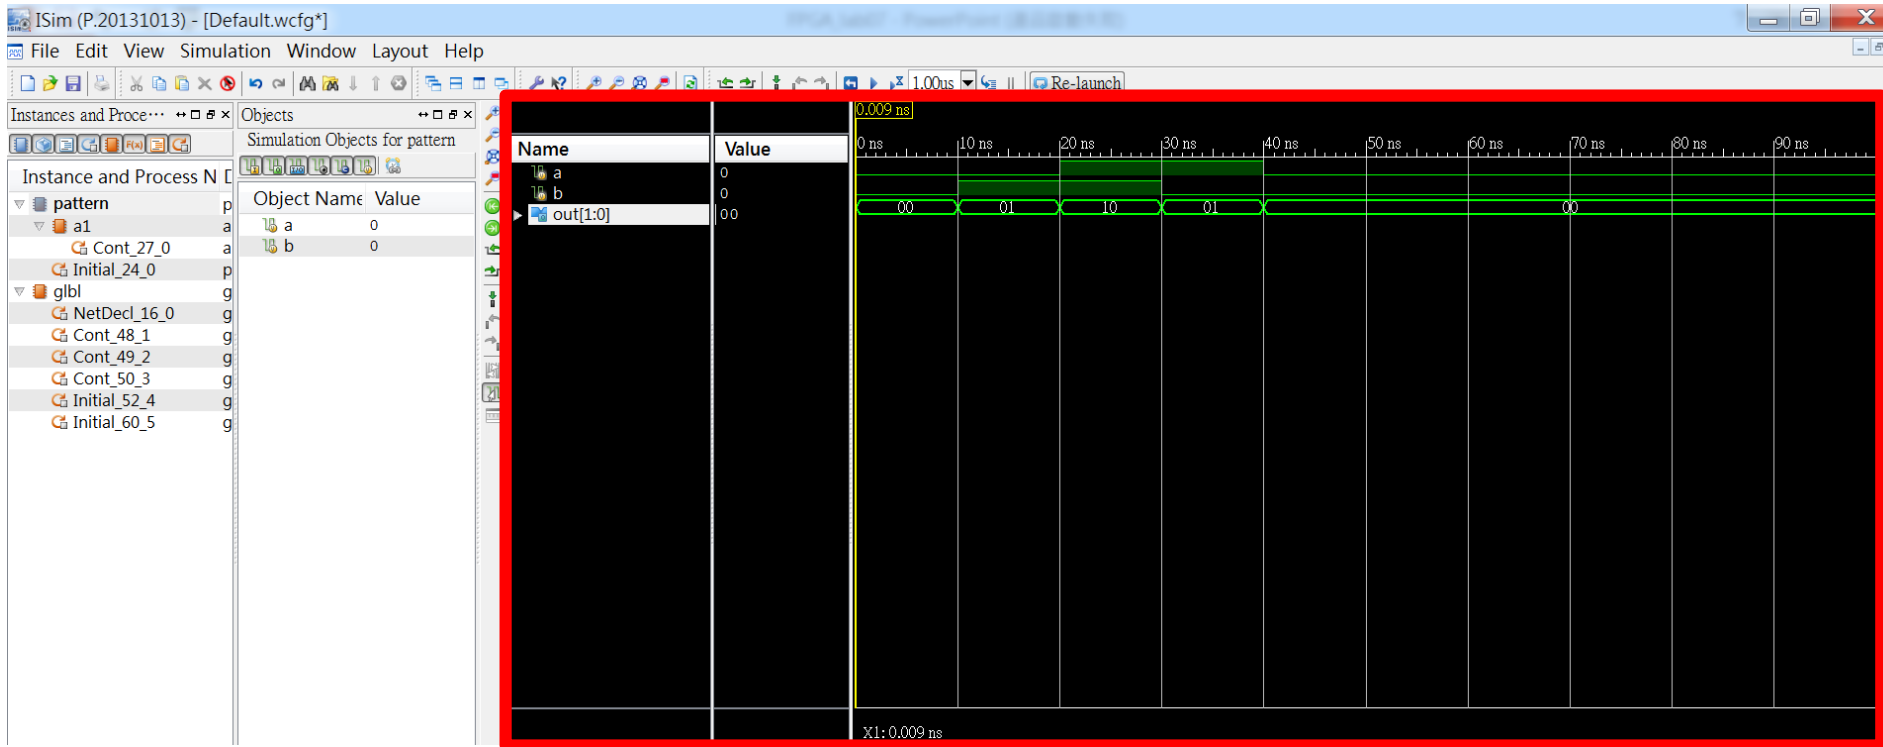 ISim (P.20131013) - [Default.wcfg*]
File Edit View Simulation Window Layout Help
1.00us Re-launch
Instances and Proce···
Instance and Process N D
pattern p
a1 a
Cont_27_0 a
Initial_24_0 p
glbl g
NetDecl_16_0 g
Cont_48_1 g
Cont_49_2 g
Cont_50_3 g
Initial_52_4 g
Initial_60_5 g
Objects
Simulation Objects for pattern
Object Name Value
a 0
b 0
0.009 ns
Name Value 0 ns 10 ns 20 ns 30 ns 40 ns 50 ns 60 ns 70 ns 80 ns 90 ns
a 0
b 0
out[1:0] 00 00 01 10 01 00
X1: 0.009 ns